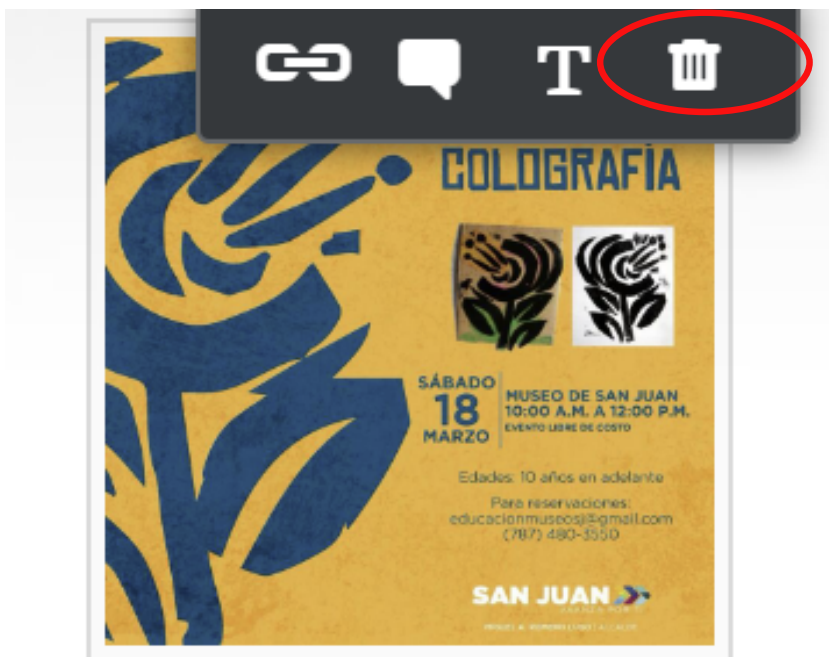 T
COLOGRAFÍA
SÁBADO
18
MARZO
MUSEO DE SAN JUAN
10:00 A.M. A 12:00 P.M.
EVENTO LIBRE DE COSTO
Edades: 10 años en adelante
Para reservaciones:
educacionmuseosj@gmail.com
(787) 480-3550
SAN JUAN